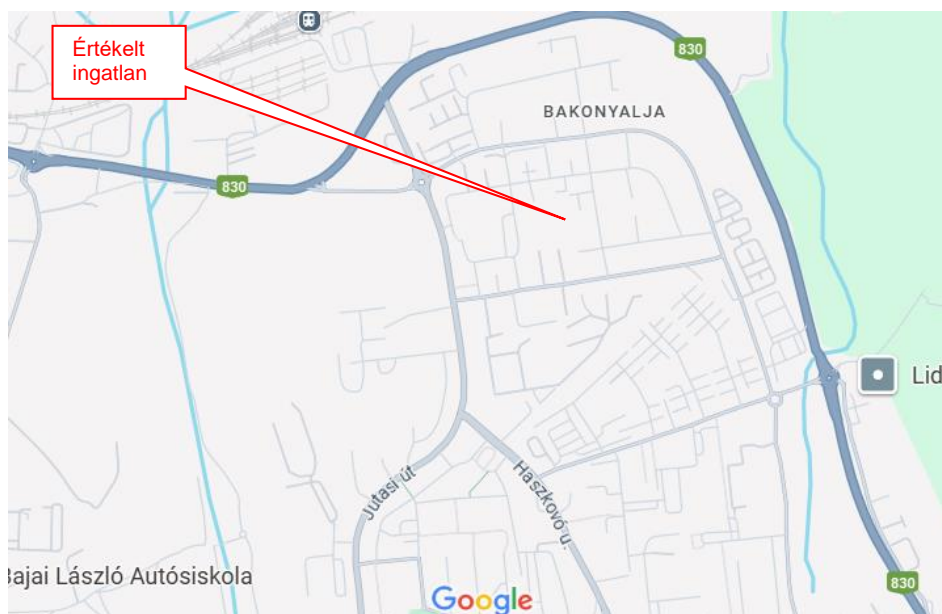 Értékelt
ingatlan
830
BAKONYALJA
830
Lid
Jutasi út
Haszkovó u.
Bajai László Autósiskola
830
Google